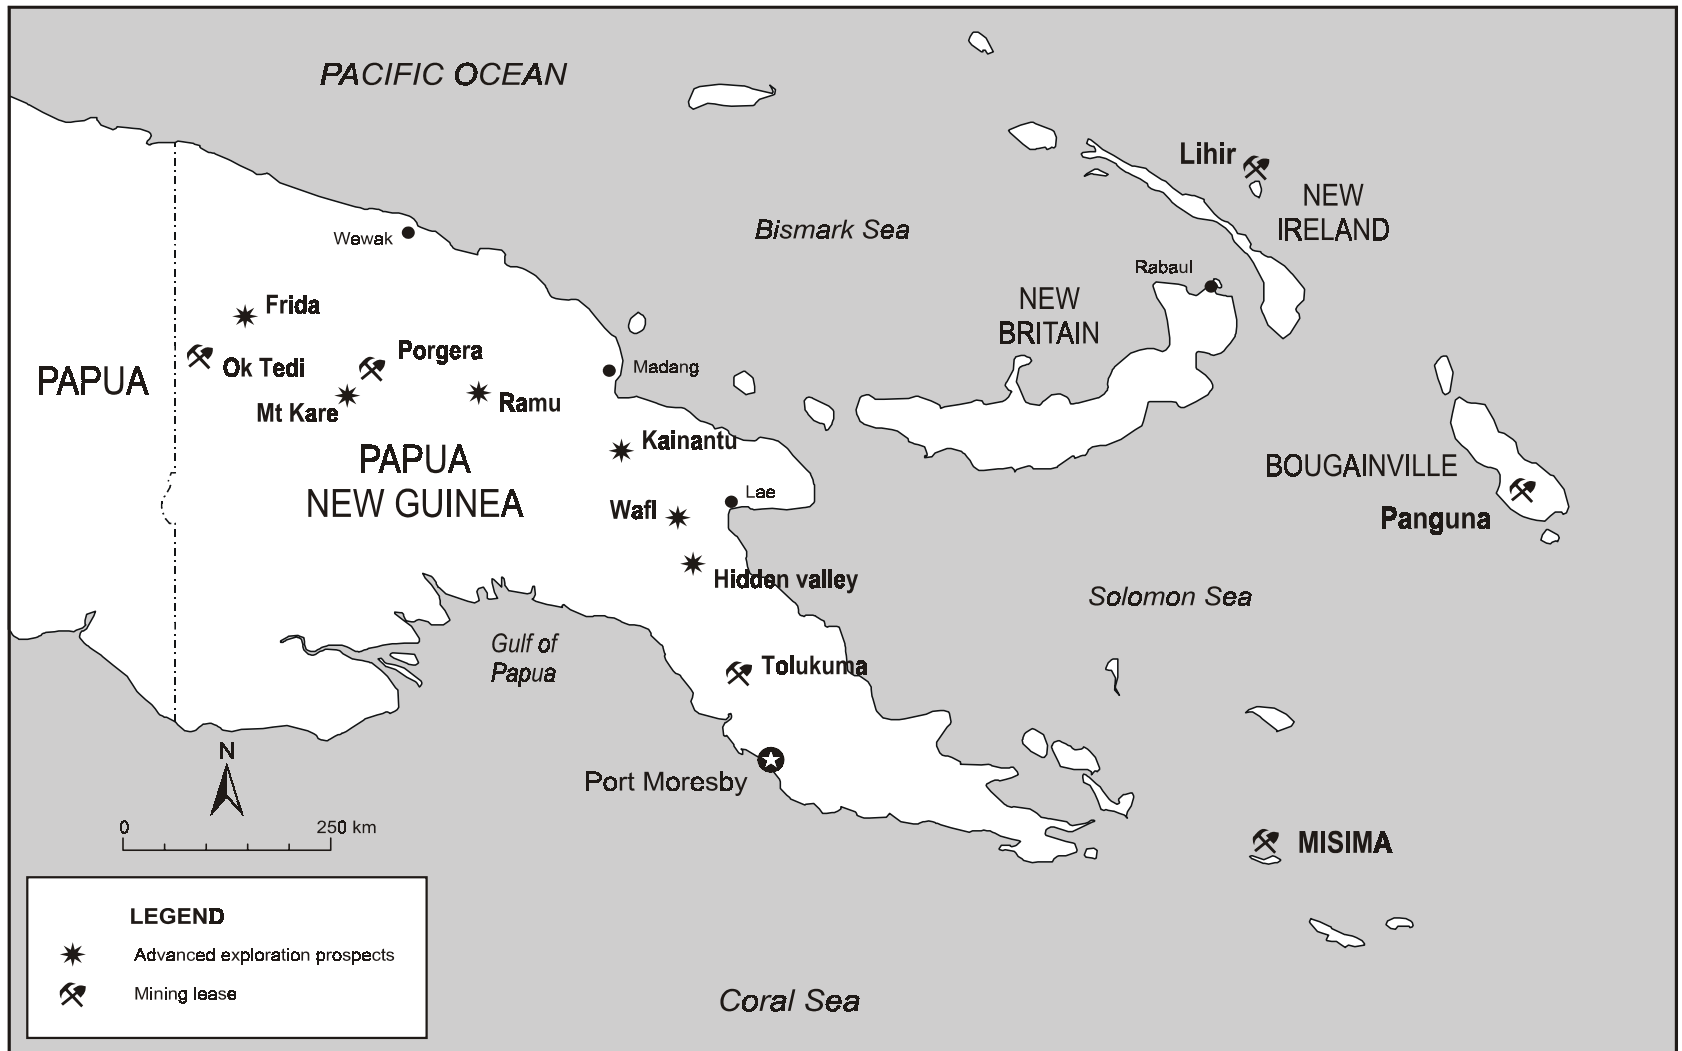 PACIFIC OCEAN
Lihir
NEW
IRELAND
Bismark Sea
Wewak
Rabaul
NEW
BRITAIN
Frida
Porgera
Ok Tedi
Madang
PAPUA
Mt Kare
Ramu
Kainantu
PAPUA
NEW GUINEA
BOUGAINVILLE
Lae
Wafl
Panguna
Hidden valley
Solomon Sea
Gulf of
Papua
Tolukuma
N
Port Moresby
0 250 km
MISIMA
LEGEND
Advanced exploration prospects
Mining lease
Coral Sea